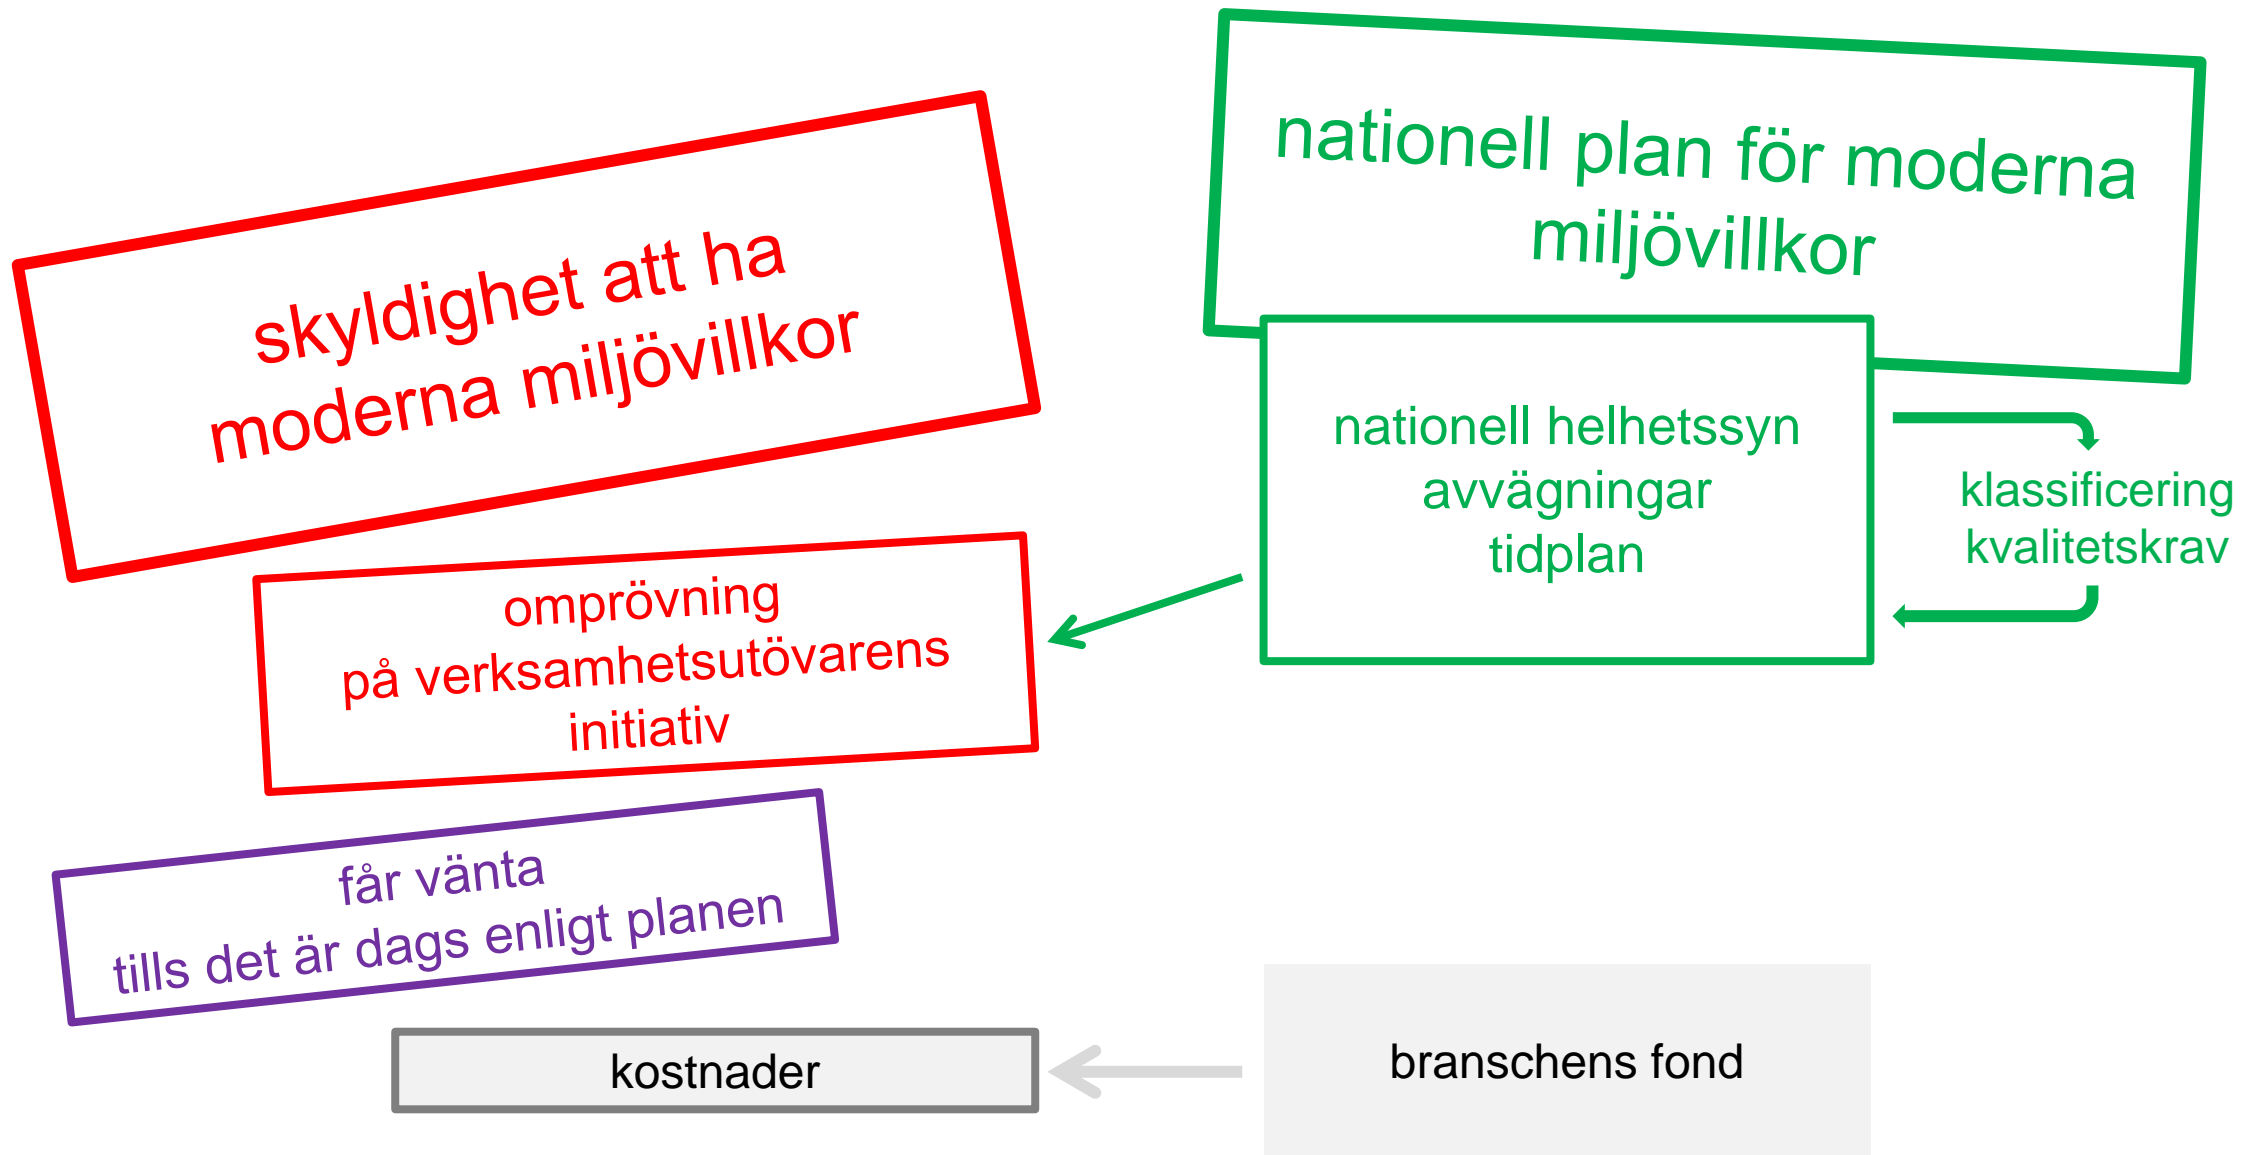 skyldighet att ha
moderna miljövillkor
omprövning
på verksamhetsutövarens
initiativ
får vänta
tills det är dags enligt planen
kostnader
nationell plan för moderna
miljövillkor
nationell helhetssyn
avvägningar
tidplan
klassificering
kvalitetskrav
branschens fond